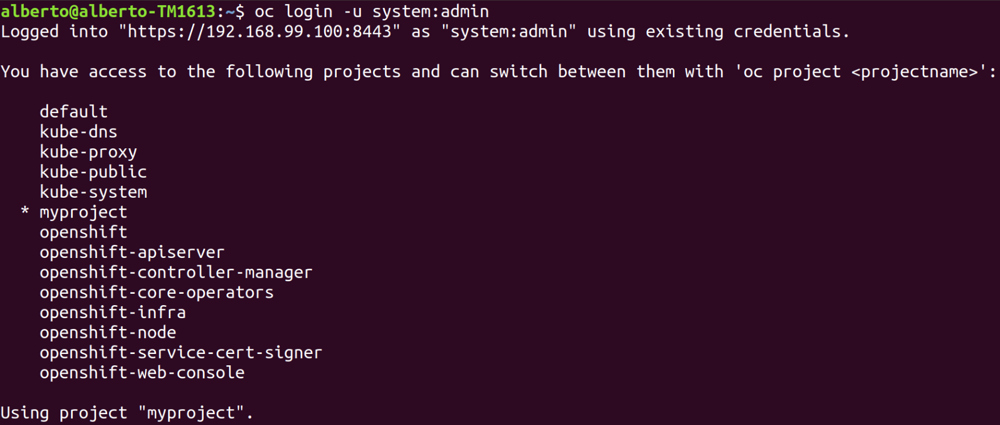 alberto@alberto-TM1613:~$ oc login -u system:admin
Logged into "https://192.168.99.100:8443" as "system:admin" using existing credentials.
You have access to the following projects and can switch between them with 'oc project <projectname>':
default
kube-dns
kube-proxy
kube-public
kube-system
* myproject
openshift
openshift-apiserver
openshift-controller-manager
openshift-core-operators
openshift-infra
openshift-node
openshift-service-cert-signer
openshift-web-console
Using project "myproject".